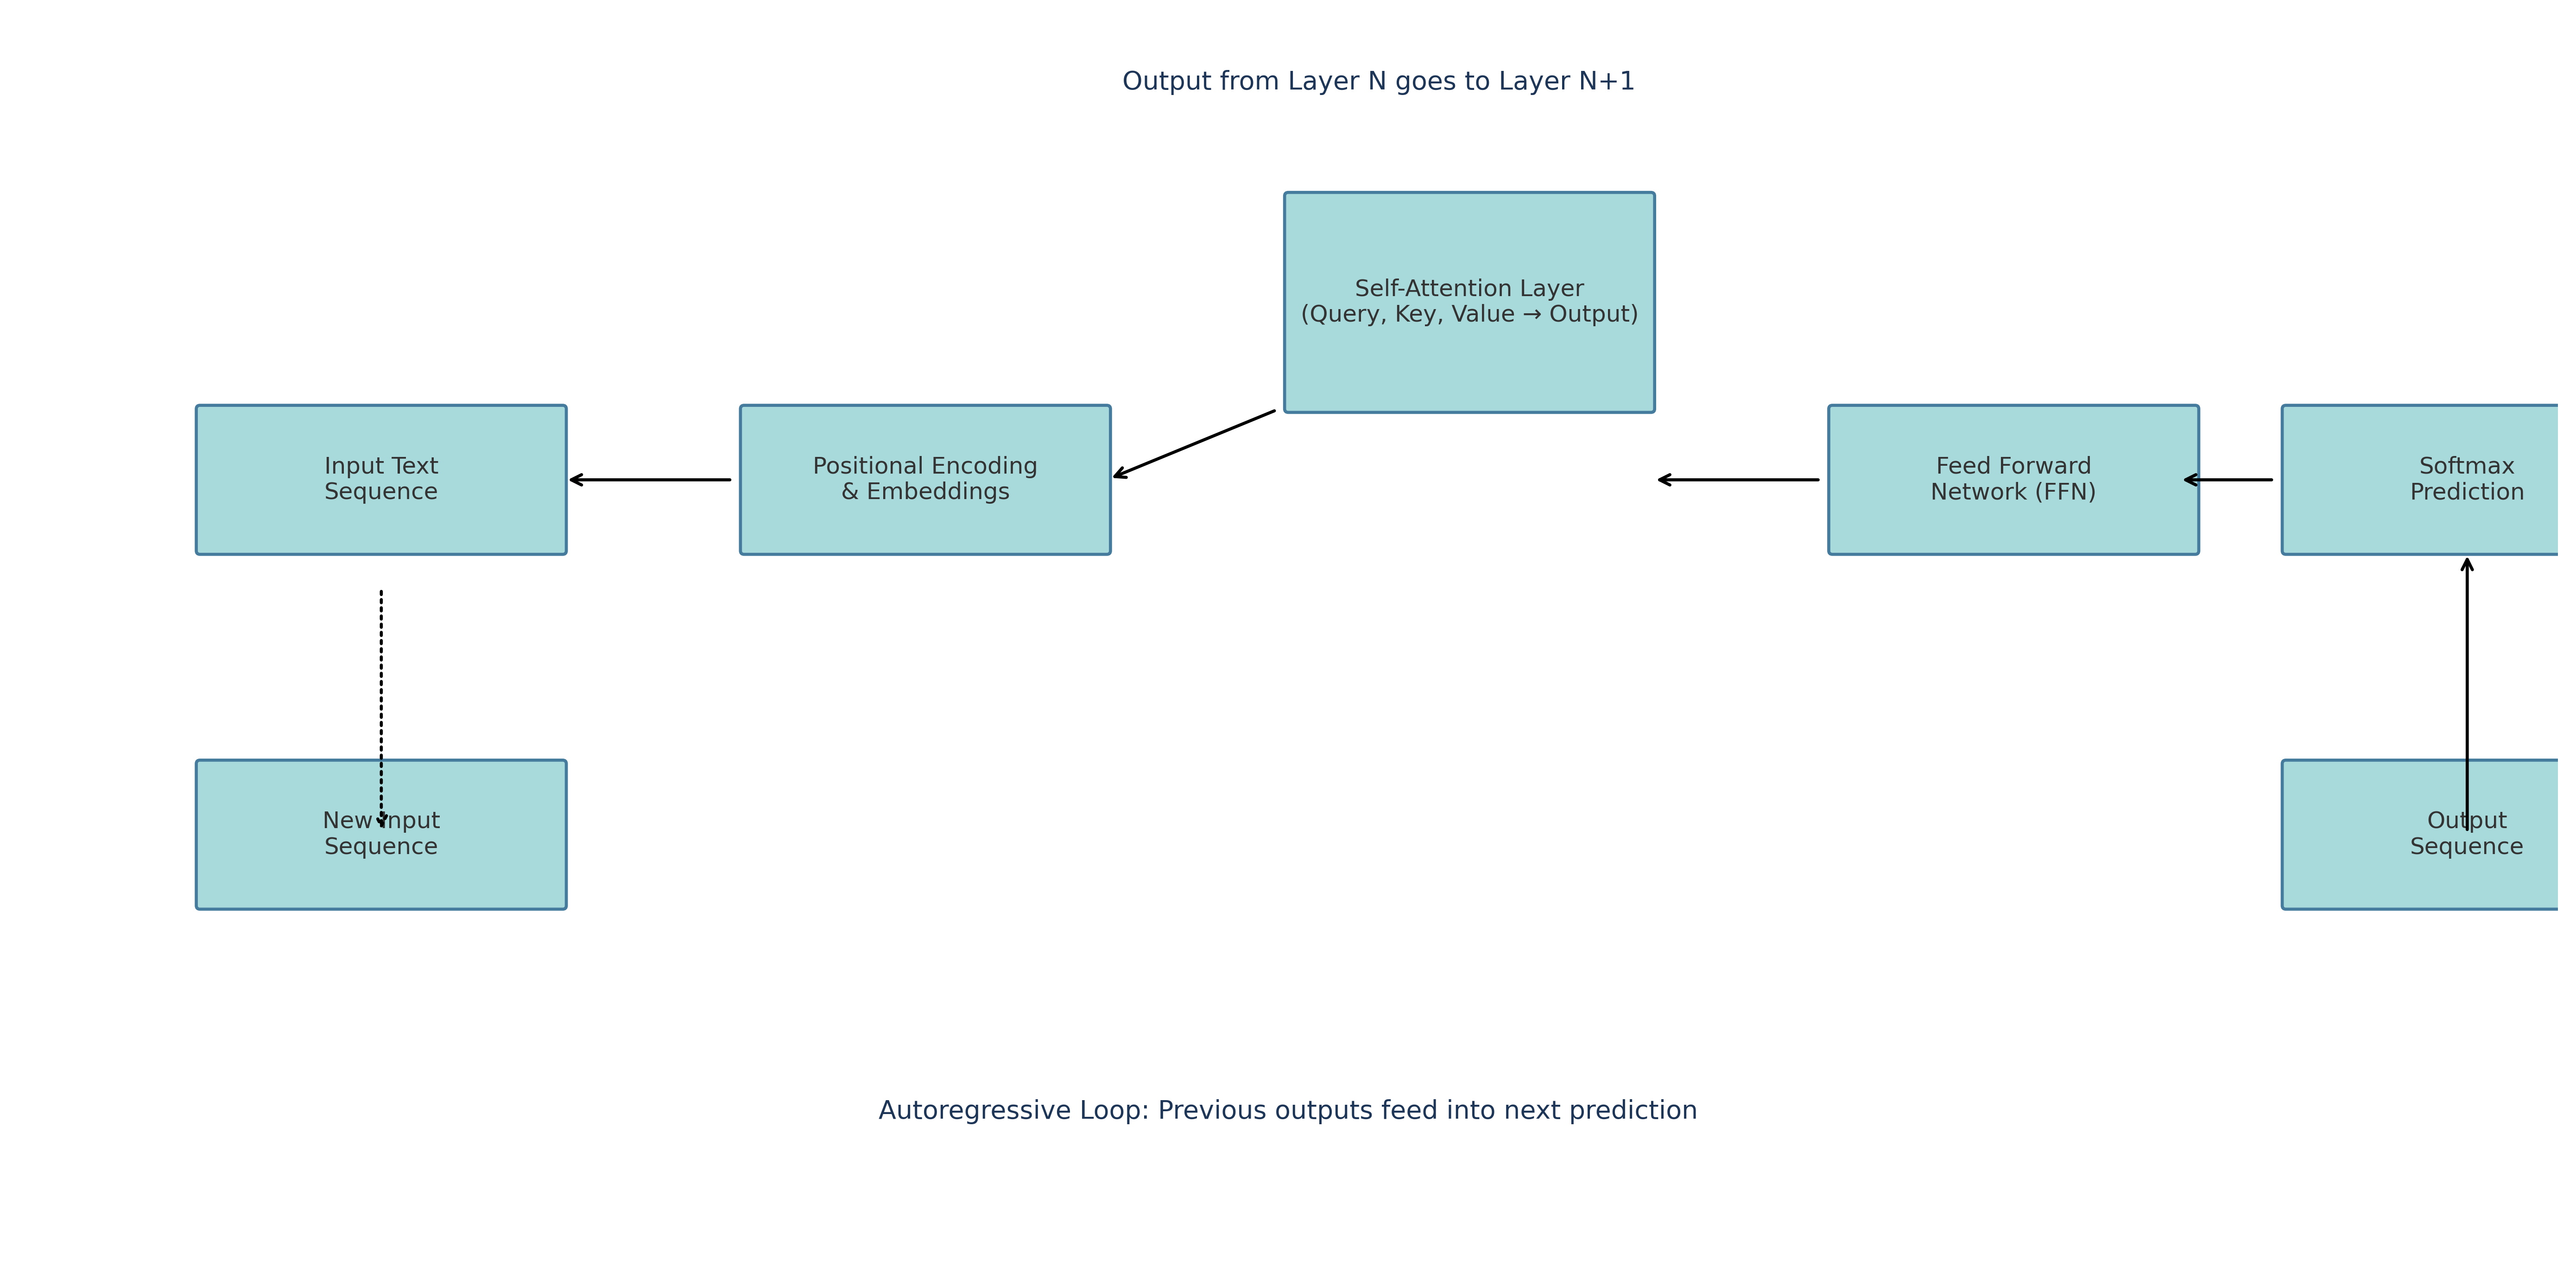 Output from Layer N goes to Layer N+1
Self-Attention Layer
(Query, Key, Value → Output)
Input Text
Sequence
Positional Encoding
& Embeddings
Feed Forward
Network (FFN)
Softmax
Prediction
New Input
Sequence
Output
Sequence
Autoregressive Loop: Previous outputs feed into next prediction